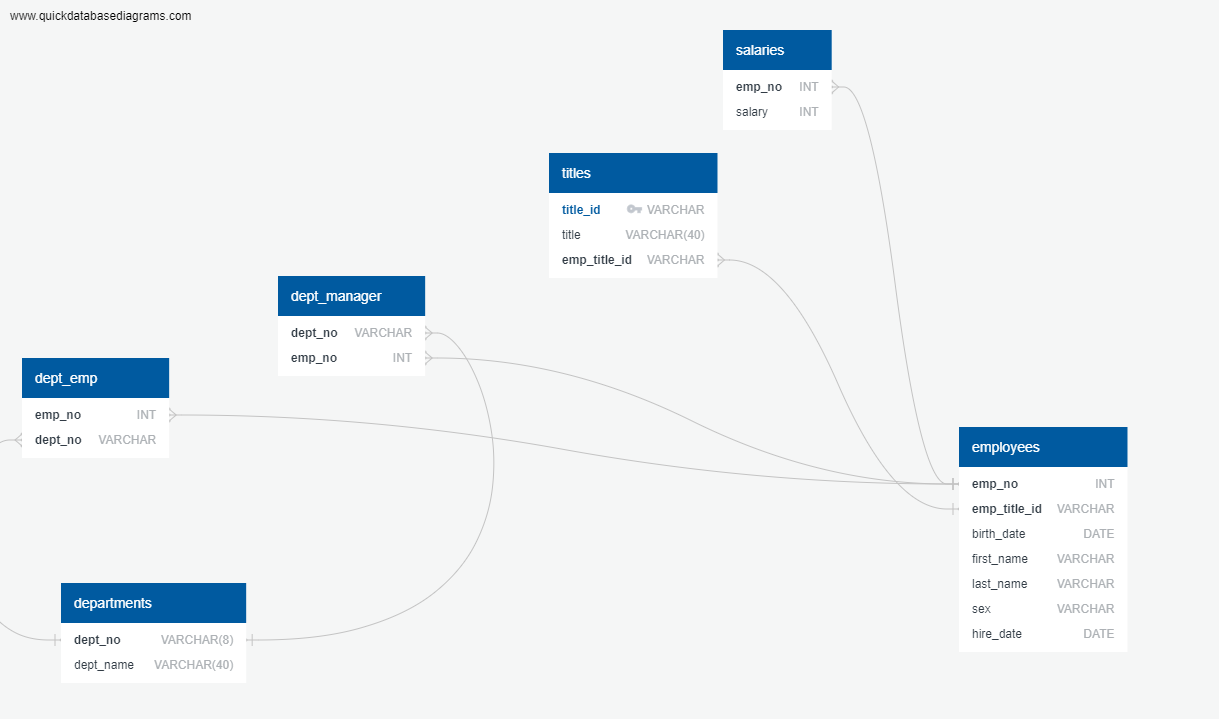 www.quickdatabasediagrams.com
salaries
emp_no INT
salary INT
titles
title_id VARCHAR
title VARCHAR(40)
emp_title_id VARCHAR
dept_manager
dept_no VARCHAR
emp_no INT
dept_emp
emp_no INT
dept_no VARCHAR
employees
emp_no INT
emp_title_id VARCHAR
birth_date DATE
first_name VARCHAR
last_name VARCHAR
sex VARCHAR
hire_date DATE
departments
dept_no VARCHAR(8)
dept_name VARCHAR(40)